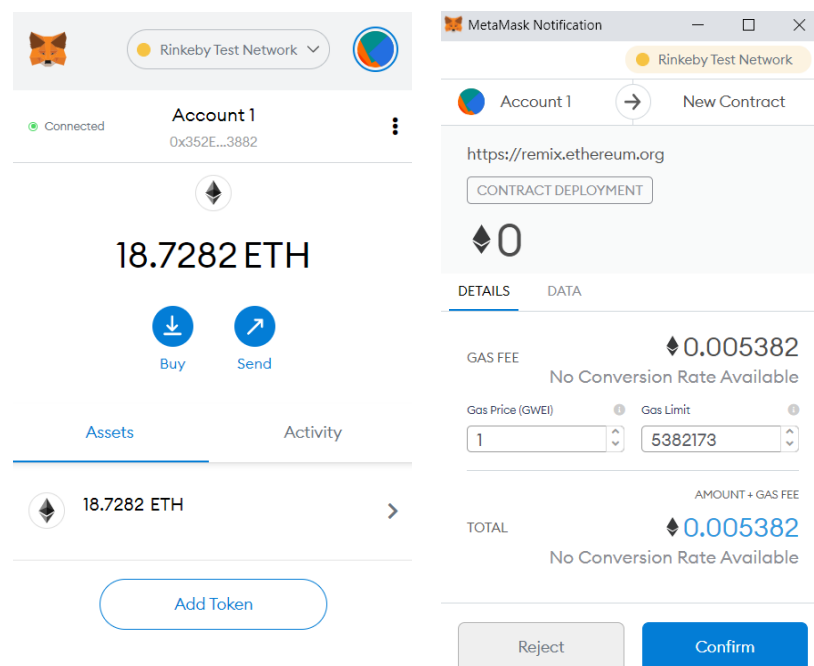 Rinkeby Test Network
Connected
Account 1
0x352E...3882
18.7282 ETH
Buy
Send
Assets
Activity
18.7282 ETH
Add Token
MetaMask Notification
Rinkeby Test Network
Account 1
New Contract
https://remix.ethereum.org
CONTRACT DEPLOYMENT
0
DETAILS
DATA
GAS FEE
0.005382
No Conversion Rate Available
Gas Price (GWEI)
Gas Limit
1
5382173
AMOUNT + GAS FEE
TOTAL
0.005382
No Conversion Rate Available
Reject
Confirm